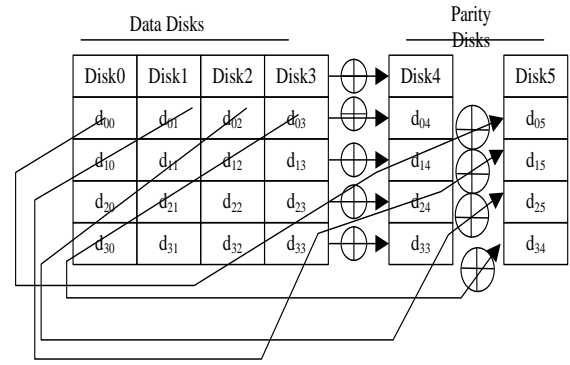 Data Disks
Parity
Disks
Disk0 Disk1 Disk2 Disk3 Disk4 Disk5
d00 d01 d02 d03 d04 d05
d10 d11 d12 d13 d14 d15
d20 d21 d22 d23 d24 d25
d30 d31 d32 d33 d33 d34